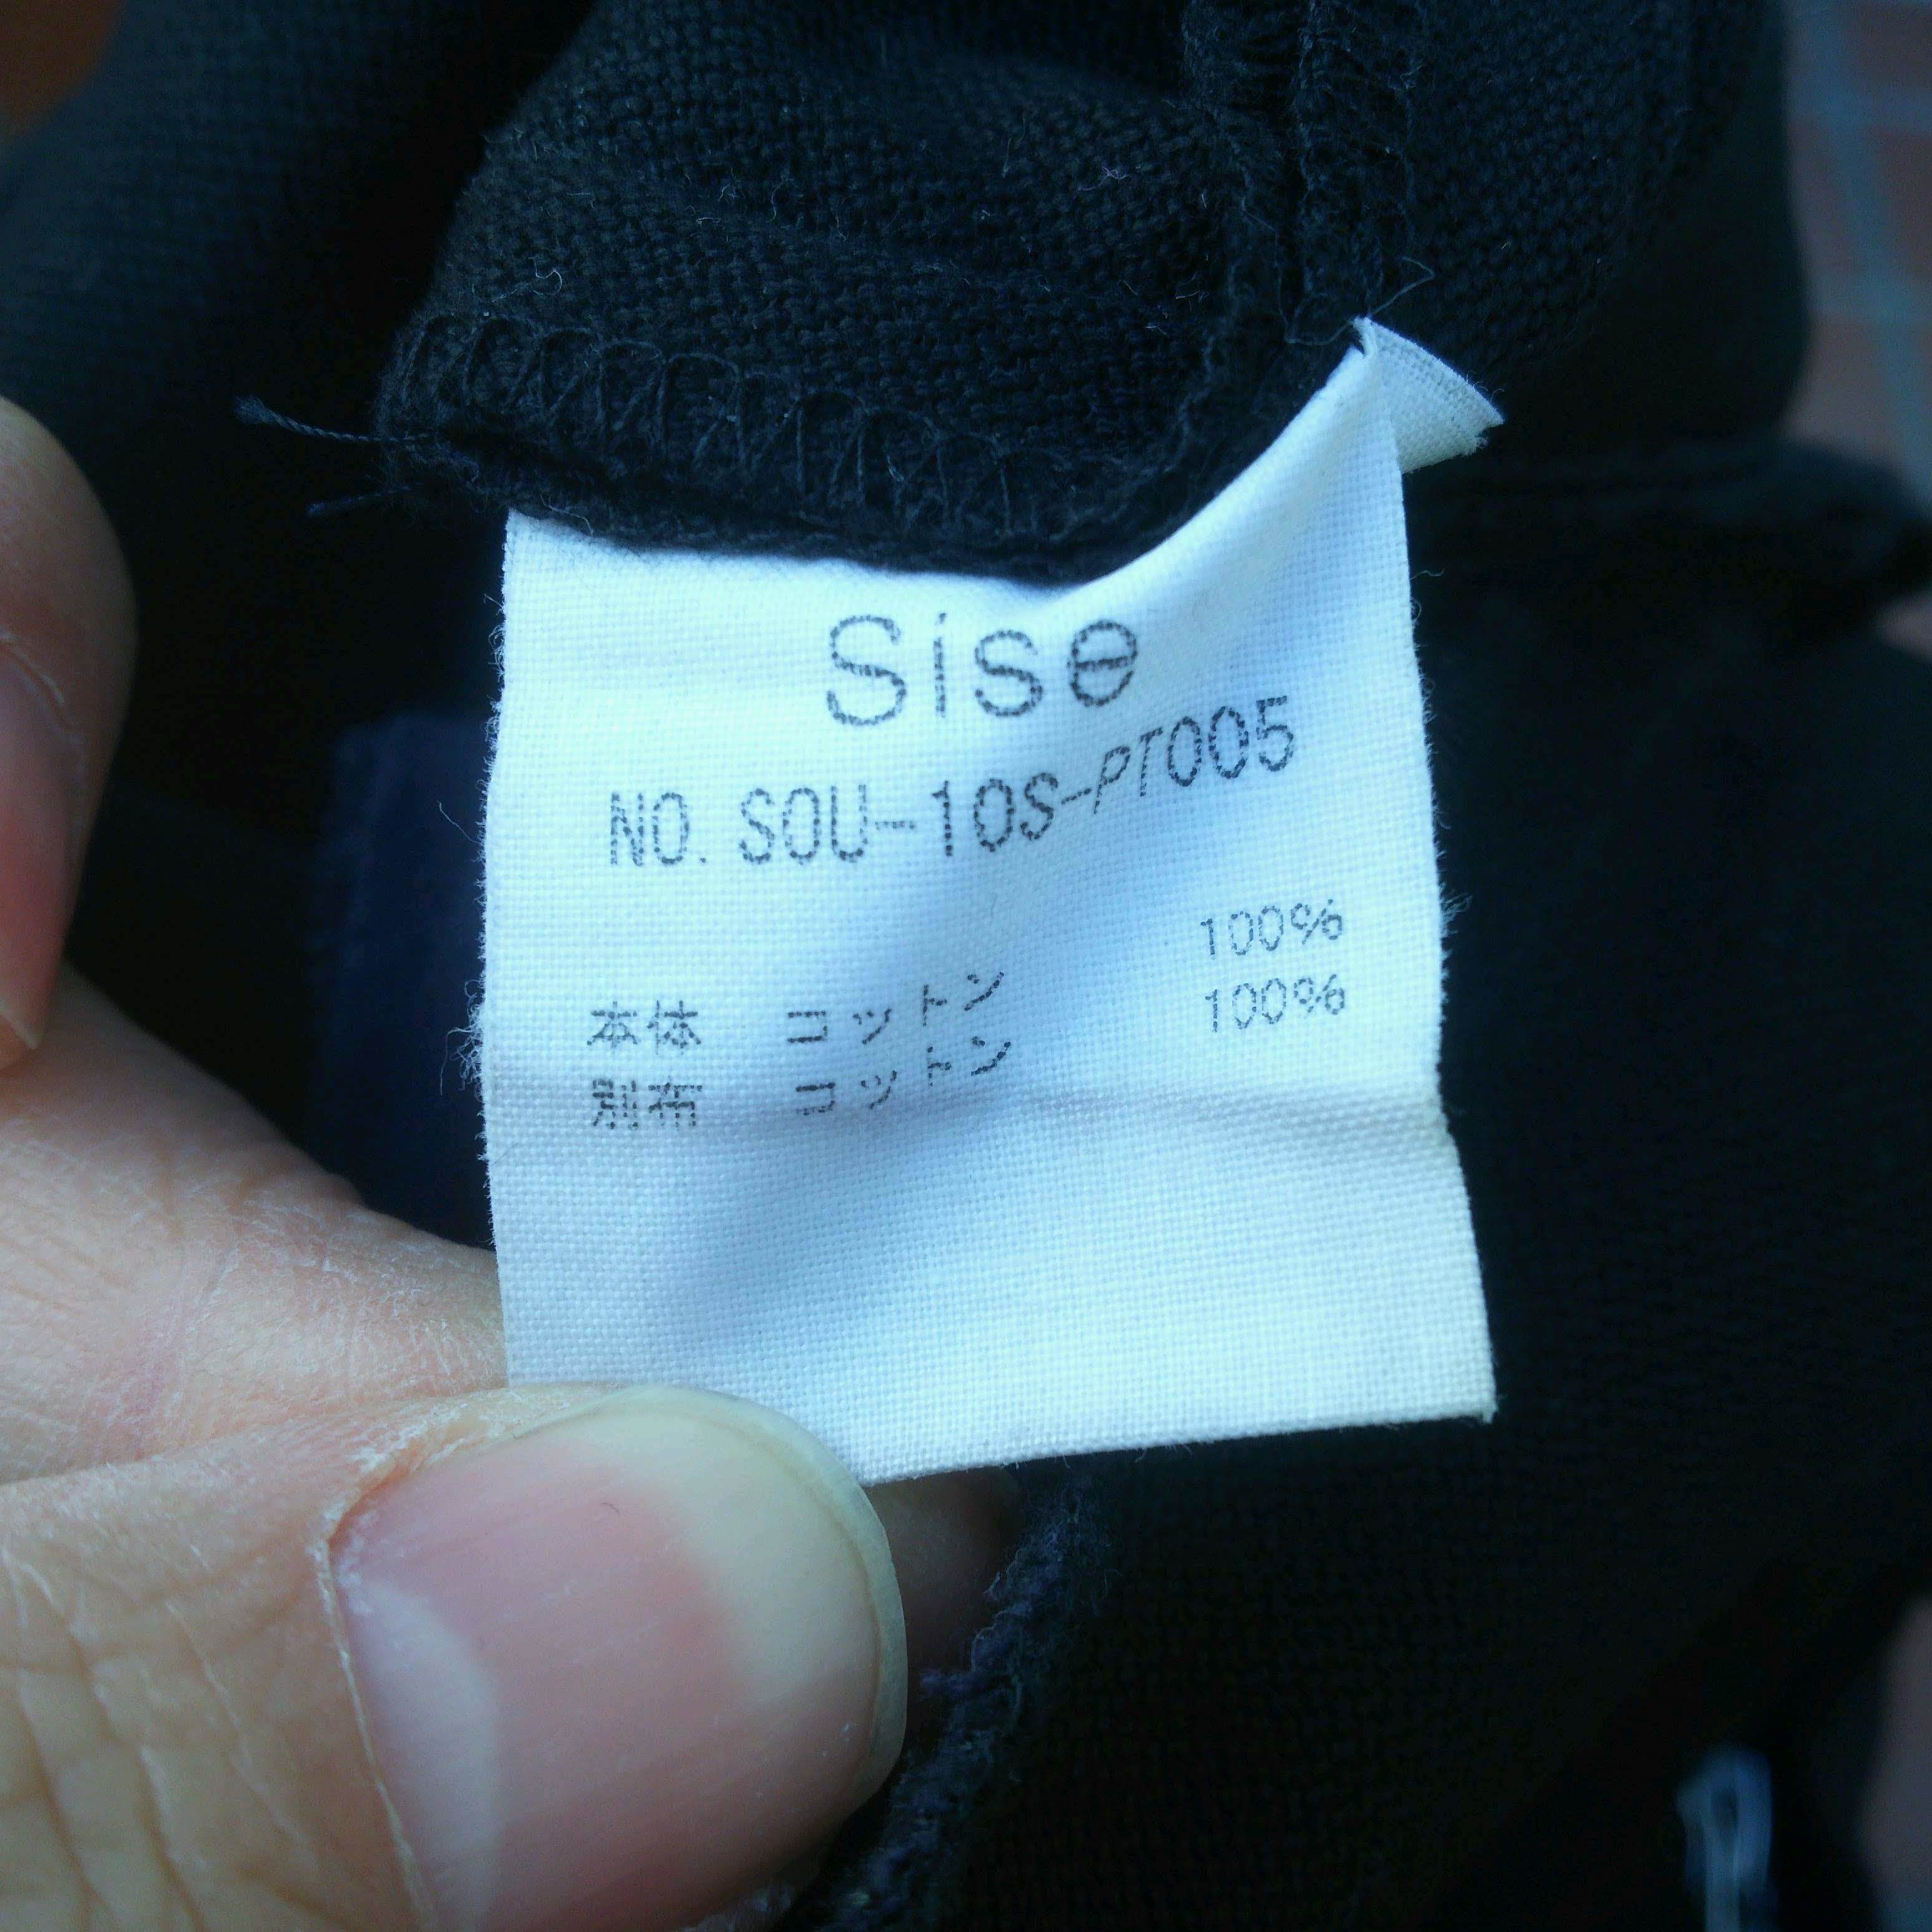 Sise
NO. SOU-10S-PT005
本体 コットン 100%
別布 コットン 100%